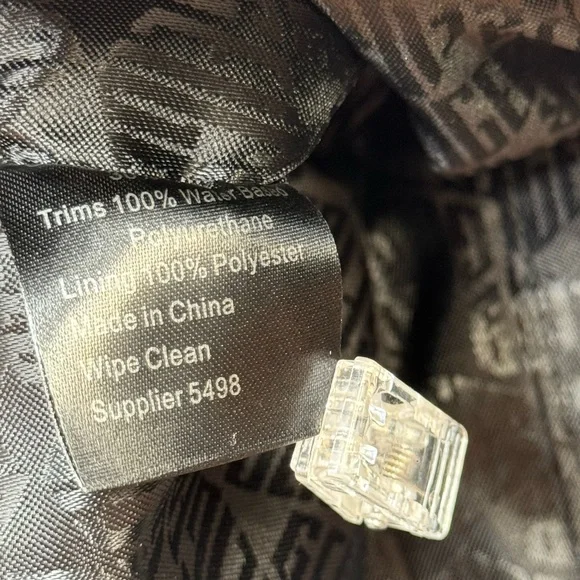 Trims 100% Water Based
Polyurethane
Lining 100% Polyester
Made in China
Wipe Clean
Supplier 5498